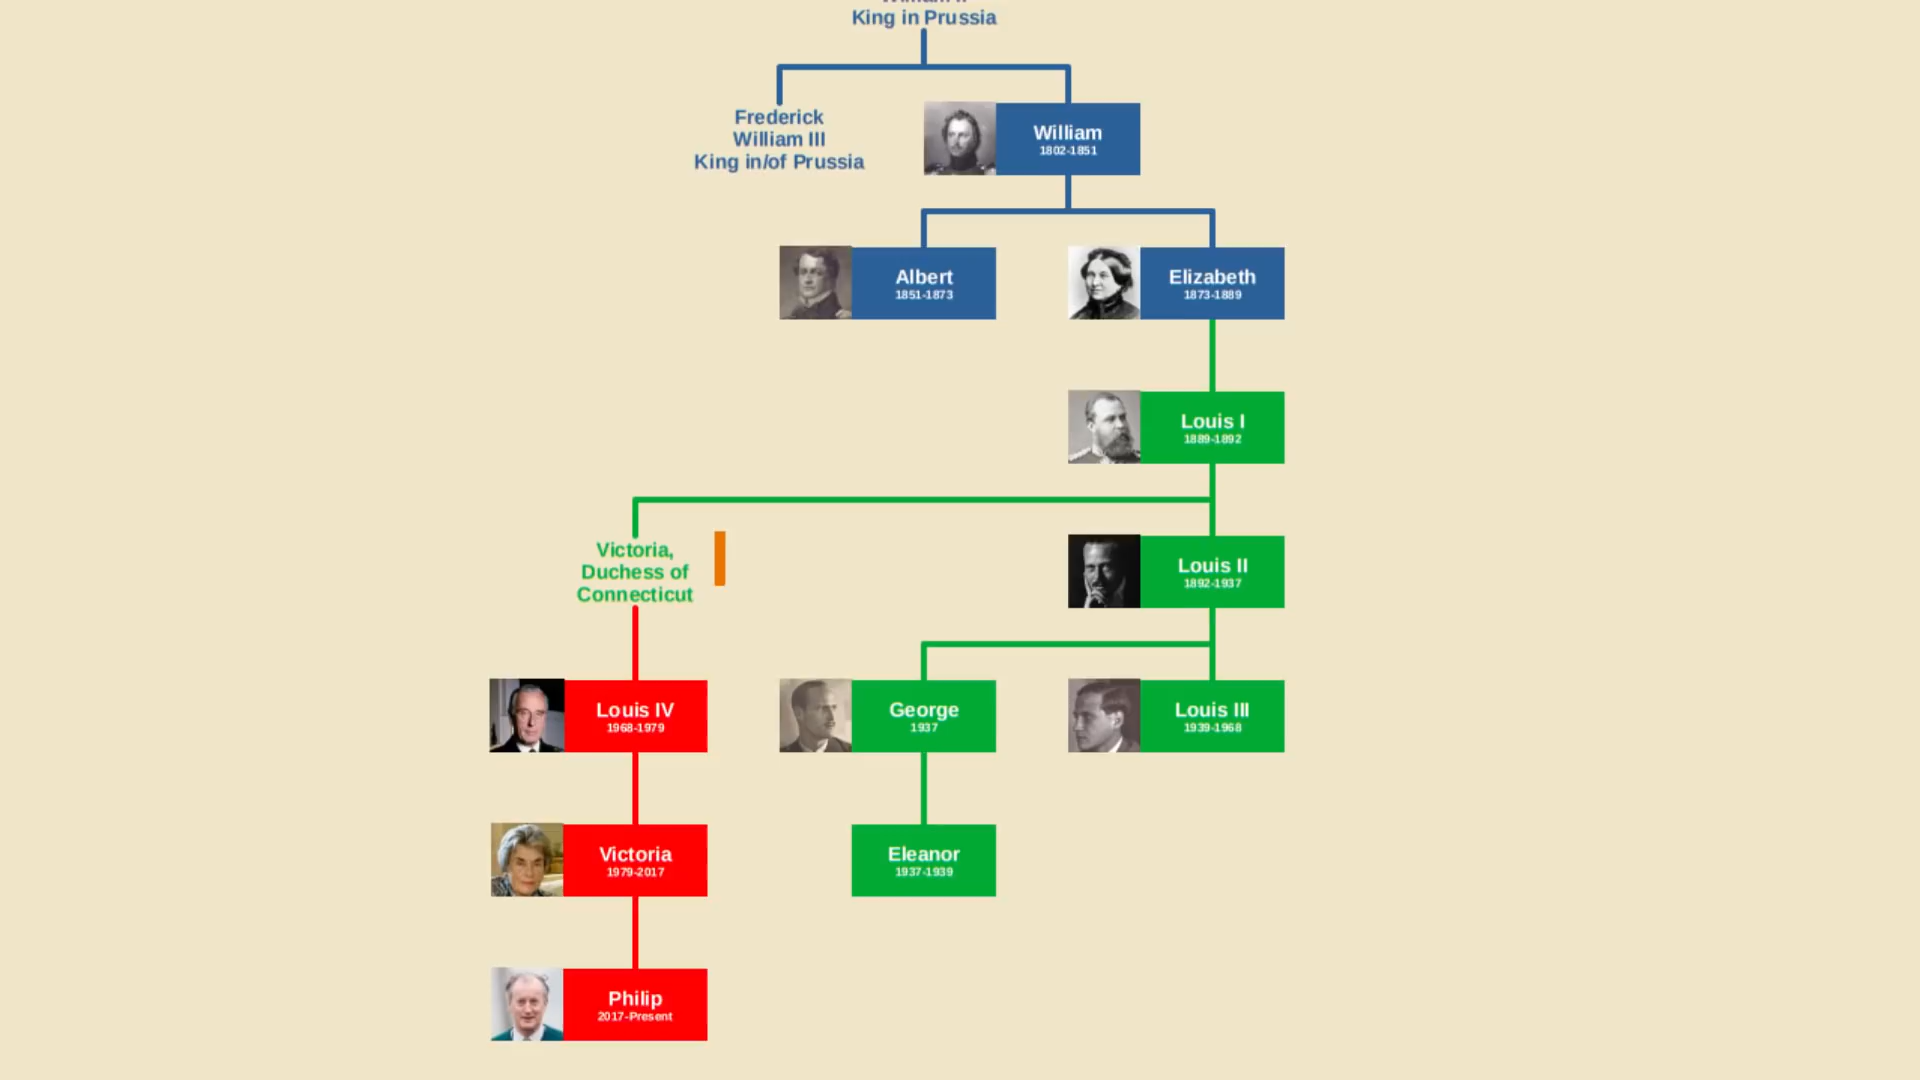 King in Prussia
Frederick
William III
King in/of Prussia
William
1802-1851
Albert
1851-1873
Elizabeth
1873-1889
Louis I
1889-1892
Victoria,
Duchess of
Connecticut
Louis II
1892-1937
Louis IV
1968-1979
George
1937
Louis III
1939-1968
Victoria
1979-2017
Eleanor
1937-1939
Philip
2017-Present